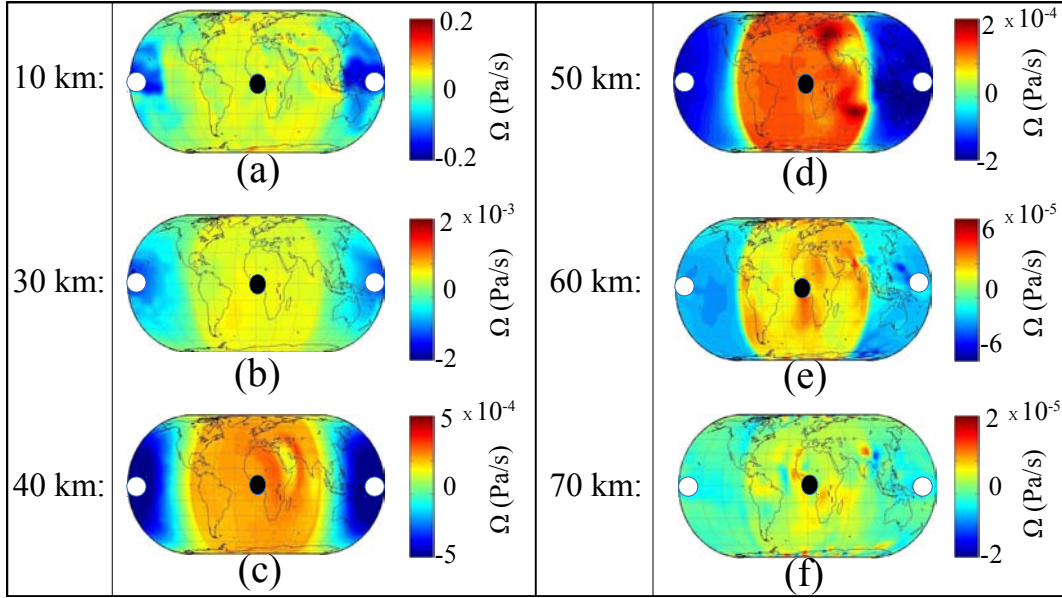 10 km:
0.2
0
-0.2
Ω (Pa/s)
(a)
50 km:
2 x 10-4
0
-2
Ω (Pa/s)
(d)
30 km:
2 x 10-3
0
-2
Ω (Pa/s)
(b)
60 km:
6 x 10-5
0
-6
Ω (Pa/s)
(e)
40 km:
5 x 10-4
0
-5
Ω (Pa/s)
(c)
70 km:
2 x 10-5
0
-2
Ω (Pa/s)
(f)